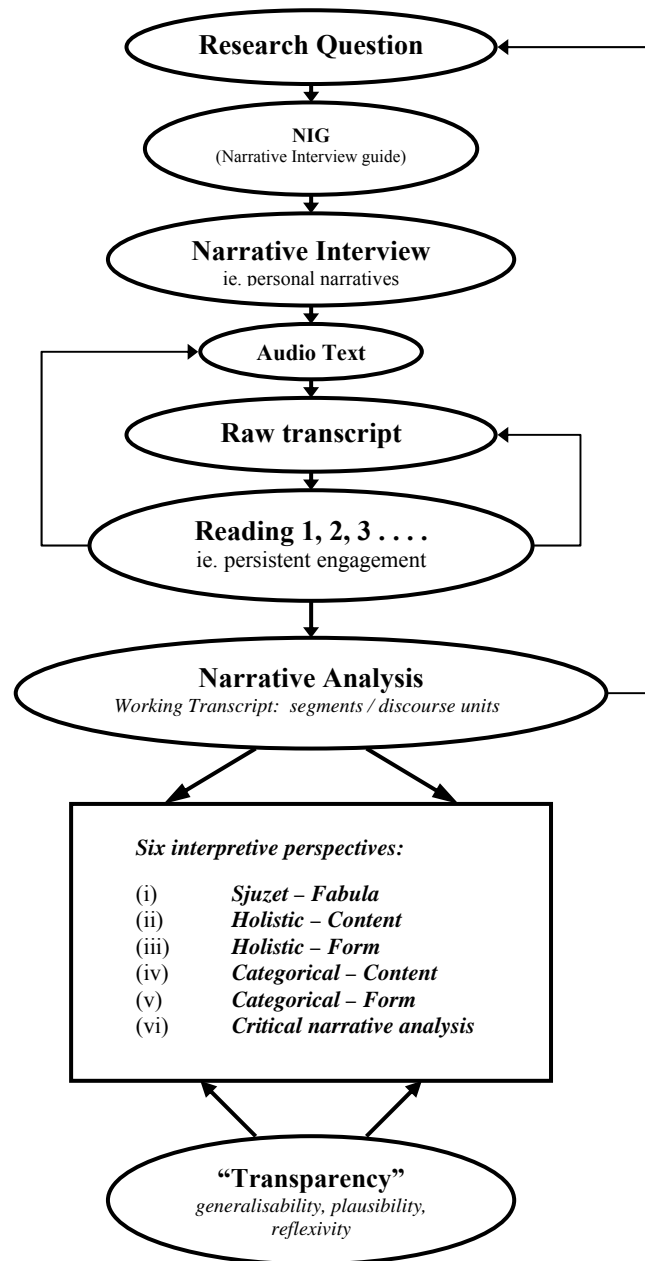 Research Question
NIG
(Narrative Interview guide)
Narrative Interview
ie. personal narratives
Audio Text
Raw transcript
Reading 1, 2, 3 . . . .
ie. persistent engagement
Narrative Analysis
Working Transcript: segments / discourse units
Six interpretive perspectives:
(i) Sjuzet – Fabula
(ii) Holistic – Content
(iii) Holistic – Form
(iv) Categorical – Content
(v) Categorical – Form
(vi) Critical narrative analysis
“Transparency”
generalisability, plausibility,
reflexivity